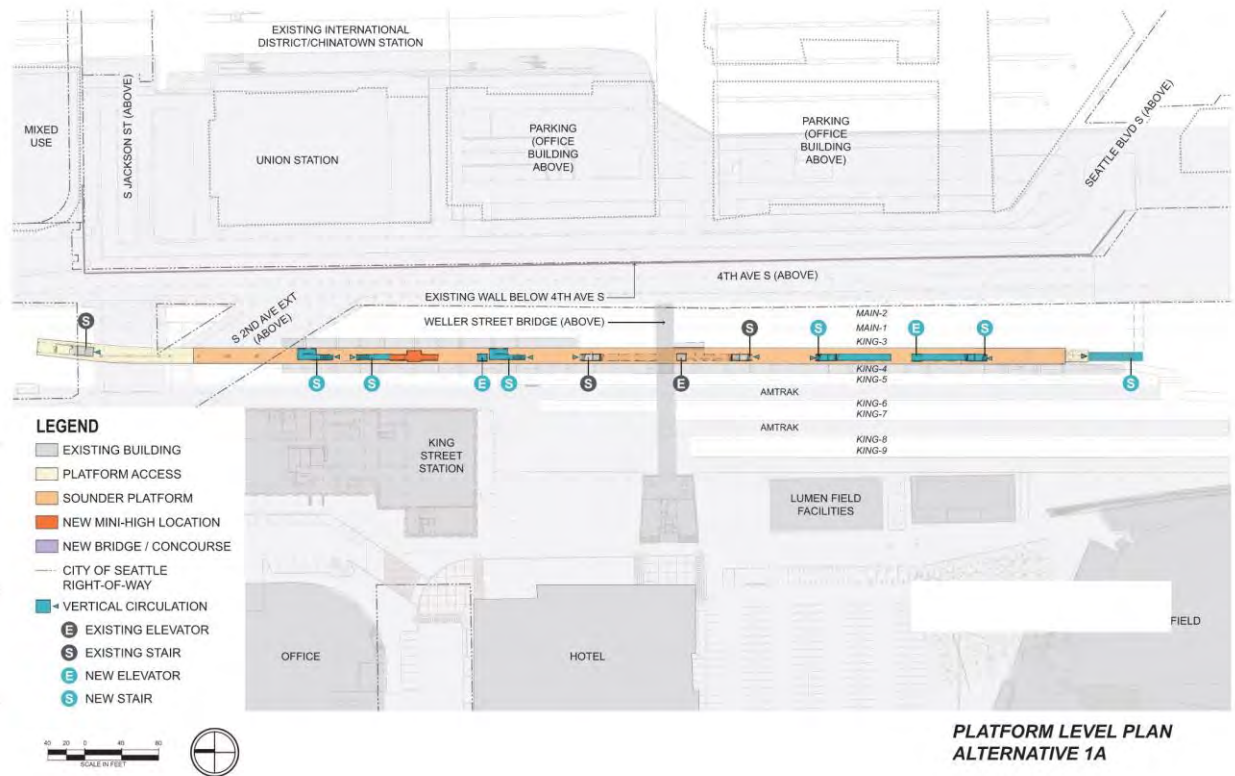 EXISTING INTERNATIONAL
DISTRICT/CHINATOWN STATION
S JACKSON ST (ABOVE)
MIXED
USE
UNION STATION
PARKING
(OFFICE
BUILDING
ABOVE)
PARKING
(OFFICE
BUILDING
ABOVE)
SEATTLE BLVD S (ABOVE)
4TH AVE S (ABOVE)
EXISTING WALL BELOW 4TH AVE S
S 2ND AVE EXT
(ABOVE)
WELLER STREET BRIDGE (ABOVE)
MAIN-2
MAIN-1
KING-3
S
S
S
E
S
KING-4
KING-5
S
S
E
S
S
E
S
AMTRAK
KING-6
KING-7
AMTRAK
KING-8
KING-9
KING
STREET
STATION
LUMEN FIELD
FACILITIES
FIELD
OFFICE
HOTEL
LEGEND
EXISTING BUILDING
PLATFORM ACCESS
SOUNDER PLATFORM
NEW MINI-HIGH LOCATION
NEW BRIDGE / CONCOURSE
CITY OF SEATTLE
RIGHT-OF-WAY
VERTICAL CIRCULATION
E EXISTING ELEVATOR
S EXISTING STAIR
E NEW ELEVATOR
S NEW STAIR
40 20 0 40 80
SCALE IN FEET
PLATFORM LEVEL PLAN
ALTERNATIVE 1A